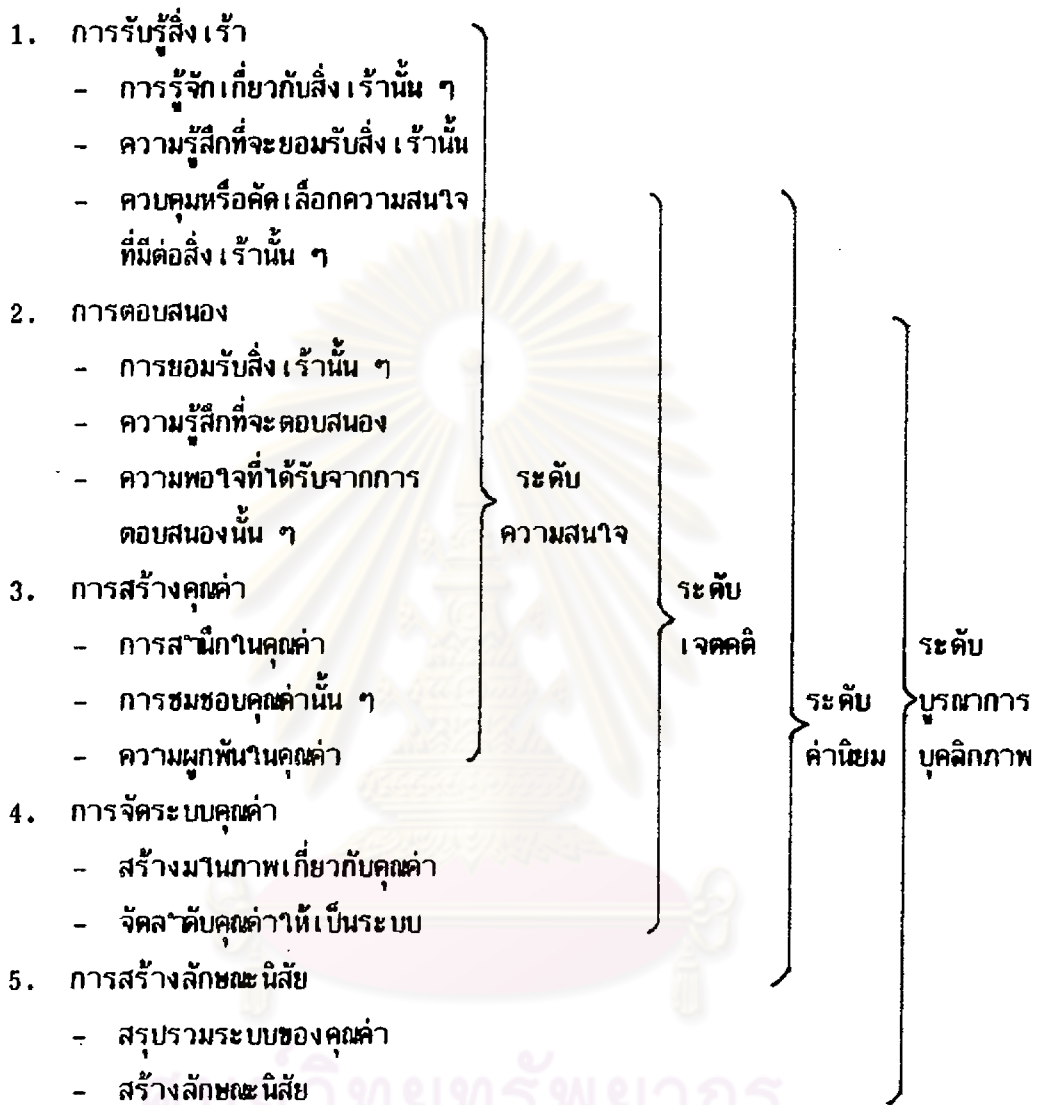 1. การรับรู้สิ่งเร้า
- การรู้จักเกี่ยวกับสิ่งเร้านั้น ๆ
- ความรู้สึกที่จะยอมรับสิ่งเร้านั้น
- ควบคุมหรือคัดเลือกความสนใจ
ที่มีต่อสิ่งเร้านั้น ๆ
2. การตอบสนอง
- การยอมรับสิ่งเร้านั้น ๆ
- ความรู้สึกที่จะตอบสนอง
- ความพอใจที่ได้รับจากการ
ตอบสนองนั้น ๆ
ระดับ
ความสนใจ
3. การสร้างคุณค่า
- การสำนึกในคุณค่า
- การชมชอบคุณค่านั้น ๆ
- ความผูกพันในคุณค่า
ระดับ
เจตคติ
ระดับ
ค่านิยม
ระดับ
บูรณาการ
บุคลิกภาพ
4. การจัดระบบคุณค่า
- สร้างมโนภาพเกี่ยวกับคุณค่า
- จัดลำดับคุณค่าให้เป็นระบบ
5. การสร้างลักษณะนิสัย
- สรุปรวมระบบของคุณค่า
- สร้างลักษณะนิสัย
วิทยทรัพยากร